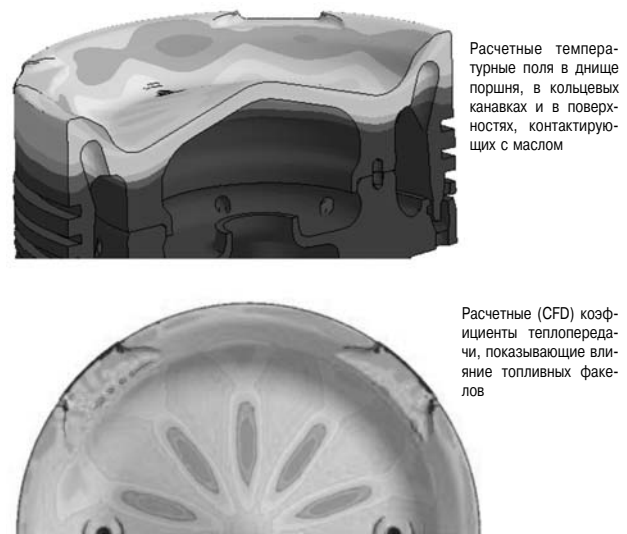 Расчетные темпера-
турные поля в днище
поршня, в кольцевых
канавках и в поверх-
ностях, контактирую-
щих с маслом
Расчетные (CFD) коэф-
ициенты теплопереда-
чи, показывающие вли-
яние топливных факе-
лов